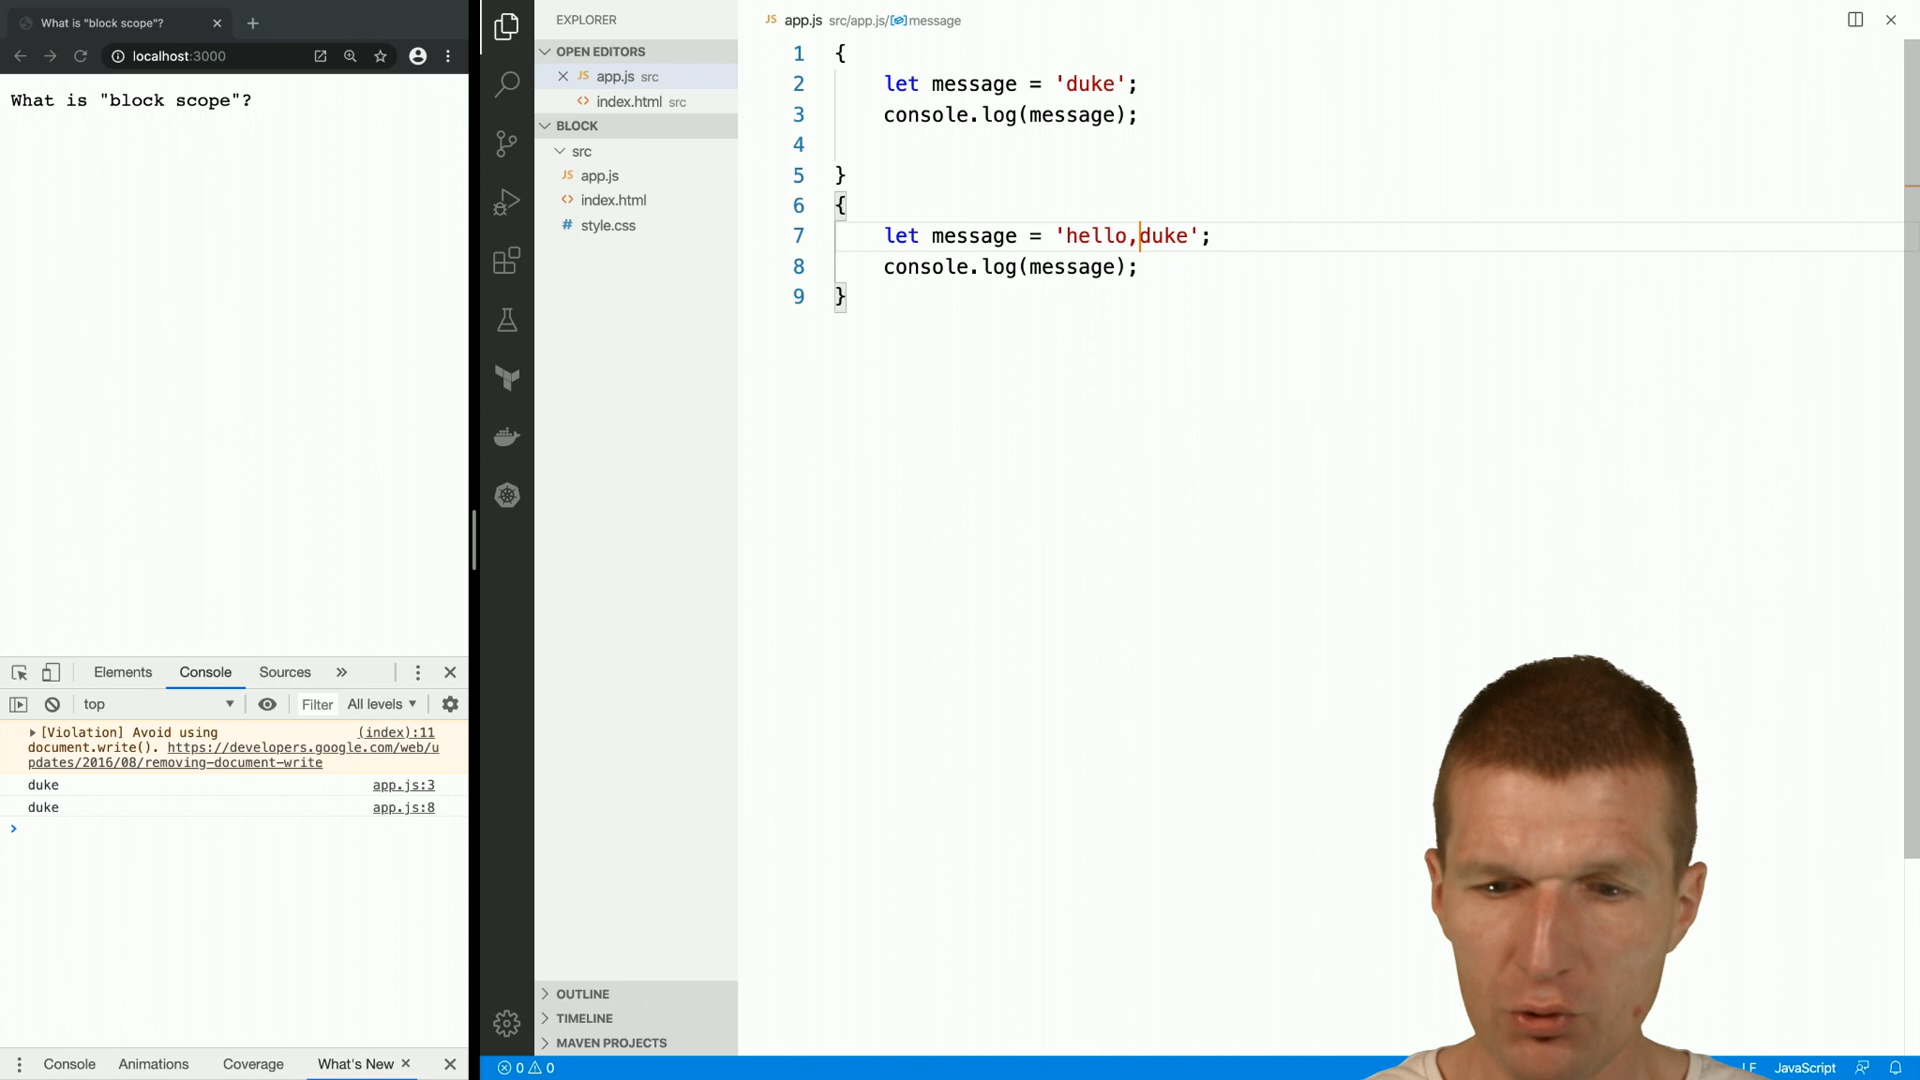 What is "block scope"?
localhost:3000
What is "block scope"?
Elements Console Sources
top Filter All levels
[Violation] Avoid using (index):11
document.write(). https://developers.google.com/web/u
pdates/2016/08/removing-document-write
duke app.js:3
duke app.js:8
Console Animations Coverage What's New
EXPLORER
OPEN EDITORS
JS app.js src
index.html src
BLOCK
src
JS app.js
index.html
# style.css
OUTLINE
TIMELINE
MAVEN PROJECTS
JS app.js src/app.js/message
1 {
2 let message = 'duke';
3 console.log(message);
4
5 }
6 {
7 let message = 'hello,duke';
8 console.log(message);
9 }
0 0 LF JavaScript